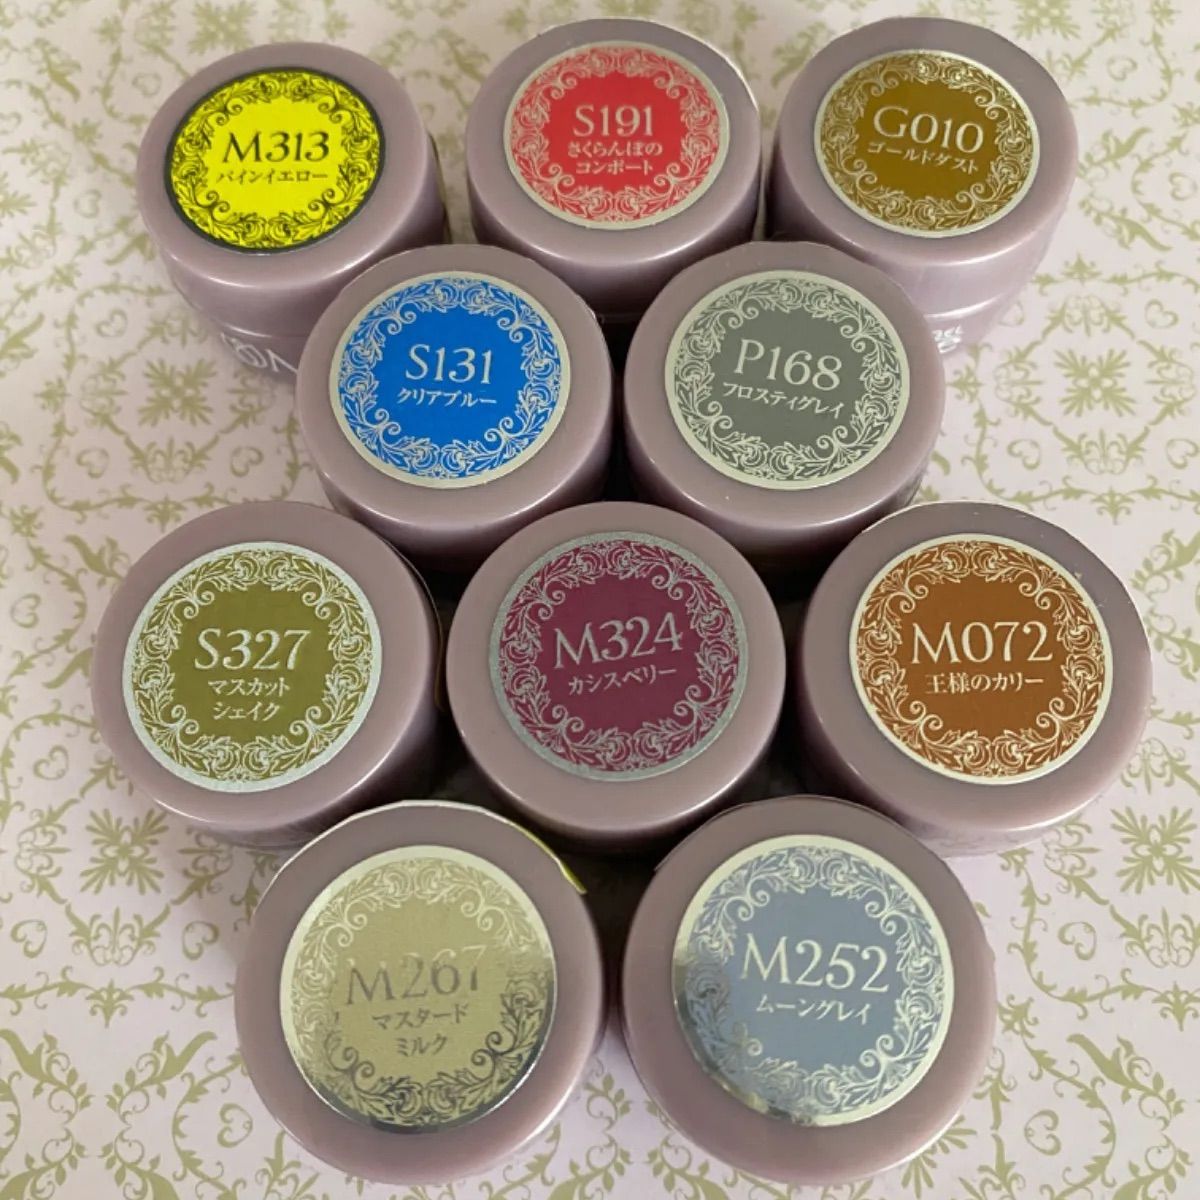 M313
パインイエロー
S191
さくらんぼの
コンポート
G010
ゴールドダスト
S131
クリアブルー
P168
フロスティグレイ
S327
マスカット
シェイク
M324
カシスベリー
M072
王様のカリー
M267
マスタード
ミルク
M252
ムーングレイ